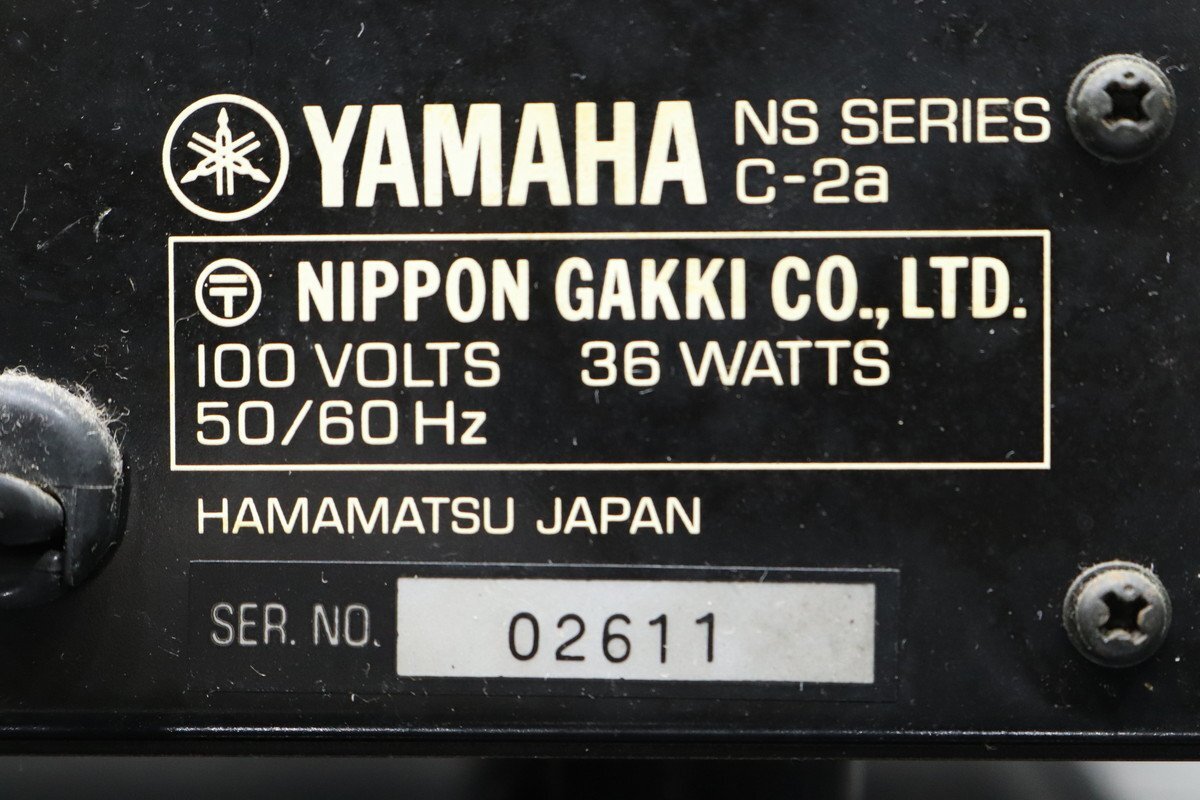 YAMAHA NS SERIES
C-2a
NIPPON GAKKI CO., LTD.
100 VOLTS 36 WATTS
50/60 Hz
HAMAMATSU JAPAN
SER. NO. 02611